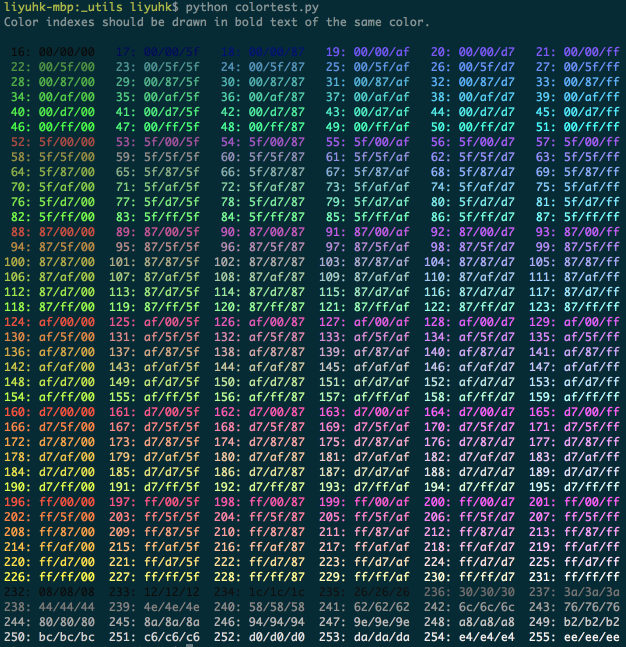 liyuhk-mbp:_utils liyuhk$ python colortest.py
Color indexes should be drawn in bold text of the same color.
16: 00/00/00 17: 00/00/5f 18: 00/00/87 19: 00/00/af 20: 00/00/d7 21: 00/00/ff
22: 00/5f/00 23: 00/5f/5f 24: 00/5f/87 25: 00/5f/af 26: 00/5f/d7 27: 00/5f/ff
28: 00/87/00 29: 00/87/5f 30: 00/87/87 31: 00/87/af 32: 00/87/d7 33: 00/87/ff
34: 00/af/00 35: 00/af/5f 36: 00/af/87 37: 00/af/af 38: 00/af/d7 39: 00/af/ff
40: 00/d7/00 41: 00/d7/5f 42: 00/d7/87 43: 00/d7/af 44: 00/d7/d7 45: 00/d7/ff
46: 00/ff/00 47: 00/ff/5f 48: 00/ff/87 49: 00/ff/af 50: 00/ff/d7 51: 00/ff/ff
52: 5f/00/00 53: 5f/00/5f 54: 5f/00/87 55: 5f/00/af 56: 5f/00/d7 57: 5f/00/ff
58: 5f/5f/00 59: 5f/5f/5f 60: 5f/5f/87 61: 5f/5f/af 62: 5f/5f/d7 63: 5f/5f/ff
64: 5f/87/00 65: 5f/87/5f 66: 5f/87/87 67: 5f/87/af 68: 5f/87/d7 69: 5f/87/ff
70: 5f/af/00 71: 5f/af/5f 72: 5f/af/87 73: 5f/af/af 74: 5f/af/d7 75: 5f/af/ff
76: 5f/d7/00 77: 5f/d7/5f 78: 5f/d7/87 79: 5f/d7/af 80: 5f/d7/d7 81: 5f/d7/ff
82: 5f/ff/00 83: 5f/ff/5f 84: 5f/ff/87 85: 5f/ff/af 86: 5f/ff/d7 87: 5f/ff/ff
88: 87/00/00 89: 87/00/5f 90: 87/00/87 91: 87/00/af 92: 87/00/d7 93: 87/00/ff
94: 87/5f/00 95: 87/5f/5f 96: 87/5f/87 97: 87/5f/af 98: 87/5f/d7 99: 87/5f/ff
100: 87/87/00 101: 87/87/5f 102: 87/87/87 103: 87/87/af 104: 87/87/d7 105: 87/87/ff
106: 87/af/00 107: 87/af/5f 108: 87/af/87 109: 87/af/af 110: 87/af/d7 111: 87/af/ff
112: 87/d7/00 113: 87/d7/5f 114: 87/d7/87 115: 87/d7/af 116: 87/d7/d7 117: 87/d7/ff
118: 87/ff/00 119: 87/ff/5f 120: 87/ff/87 121: 87/ff/af 122: 87/ff/d7 123: 87/ff/ff
124: af/00/00 125: af/00/5f 126: af/00/87 127: af/00/af 128: af/00/d7 129: af/00/ff
130: af/5f/00 131: af/5f/5f 132: af/5f/87 133: af/5f/af 134: af/5f/d7 135: af/5f/ff
136: af/87/00 137: af/87/5f 138: af/87/87 139: af/87/af 140: af/87/d7 141: af/87/ff
142: af/af/00 143: af/af/5f 144: af/af/87 145: af/af/af 146: af/af/d7 147: af/af/ff
148: af/d7/00 149: af/d7/5f 150: af/d7/87 151: af/d7/af 152: af/d7/d7 153: af/d7/ff
154: af/ff/00 155: af/ff/5f 156: af/ff/87 157: af/ff/af 158: af/ff/d7 159: af/ff/ff
160: d7/00/00 161: d7/00/5f 162: d7/00/87 163: d7/00/af 164: d7/00/d7 165: d7/00/ff
166: d7/5f/00 167: d7/5f/5f 168: d7/5f/87 169: d7/5f/af 170: d7/5f/d7 171: d7/5f/ff
172: d7/87/00 173: d7/87/5f 174: d7/87/87 175: d7/87/af 176: d7/87/d7 177: d7/87/ff
178: d7/af/00 179: d7/af/5f 180: d7/af/87 181: d7/af/af 182: d7/af/d7 183: d7/af/ff
184: d7/d7/00 185: d7/d7/5f 186: d7/d7/87 187: d7/d7/af 188: d7/d7/d7 189: d7/d7/ff
190: d7/ff/00 191: d7/ff/5f 192: d7/ff/87 193: d7/ff/af 194: d7/ff/d7 195: d7/ff/ff
196: ff/00/00 197: ff/00/5f 198: ff/00/87 199: ff/00/af 200: ff/00/d7 201: ff/00/ff
202: ff/5f/00 203: ff/5f/5f 204: ff/5f/87 205: ff/5f/af 206: ff/5f/d7 207: ff/5f/ff
208: ff/87/00 209: ff/87/5f 210: ff/87/87 211: ff/87/af 212: ff/87/d7 213: ff/87/ff
214: ff/af/00 215: ff/af/5f 216: ff/af/87 217: ff/af/af 218: ff/af/d7 219: ff/af/ff
220: ff/d7/00 221: ff/d7/5f 222: ff/d7/87 223: ff/d7/af 224: ff/d7/d7 225: ff/d7/ff
226: ff/ff/00 227: ff/ff/5f 228: ff/ff/87 229: ff/ff/af 230: ff/ff/d7 231: ff/ff/ff
232: 08/08/08 233: 12/12/12 234: 1c/1c/1c 235: 26/26/26 236: 30/30/30 237: 3a/3a/3a
238: 44/44/44 239: 4e/4e/4e 240: 58/58/58 241: 62/62/62 242: 6c/6c/6c 243: 76/76/76
244: 80/80/80 245: 8a/8a/8a 246: 94/94/94 247: 9e/9e/9e 248: a8/a8/a8 249: b2/b2/b2
250: bc/bc/bc 251: c6/c6/c6 252: d0/d0/d0 253: da/da/da 254: e4/e4/e4 255: ee/ee/ee